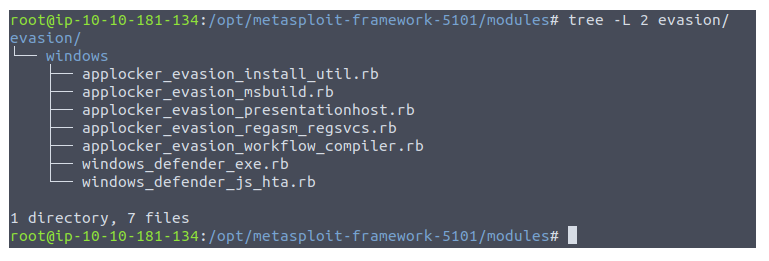 root@ip-10-10-181-134:/opt/metasploit-framework-5101/modules# tree -L 2 evasion/
evasion/
└── windows
    ├── applocker_evasion_install_util.rb
    ├── applocker_evasion_msbuild.rb
    ├── applocker_evasion_presentationhost.rb
    ├── applocker_evasion_regasm_regsvcs.rb
    ├── applocker_evasion_workflow_compiler.rb
    ├── windows_defender_exe.rb
    └── windows_defender_js_hta.rb

1 directory, 7 files
root@ip-10-10-181-134:/opt/metasploit-framework-5101/modules#